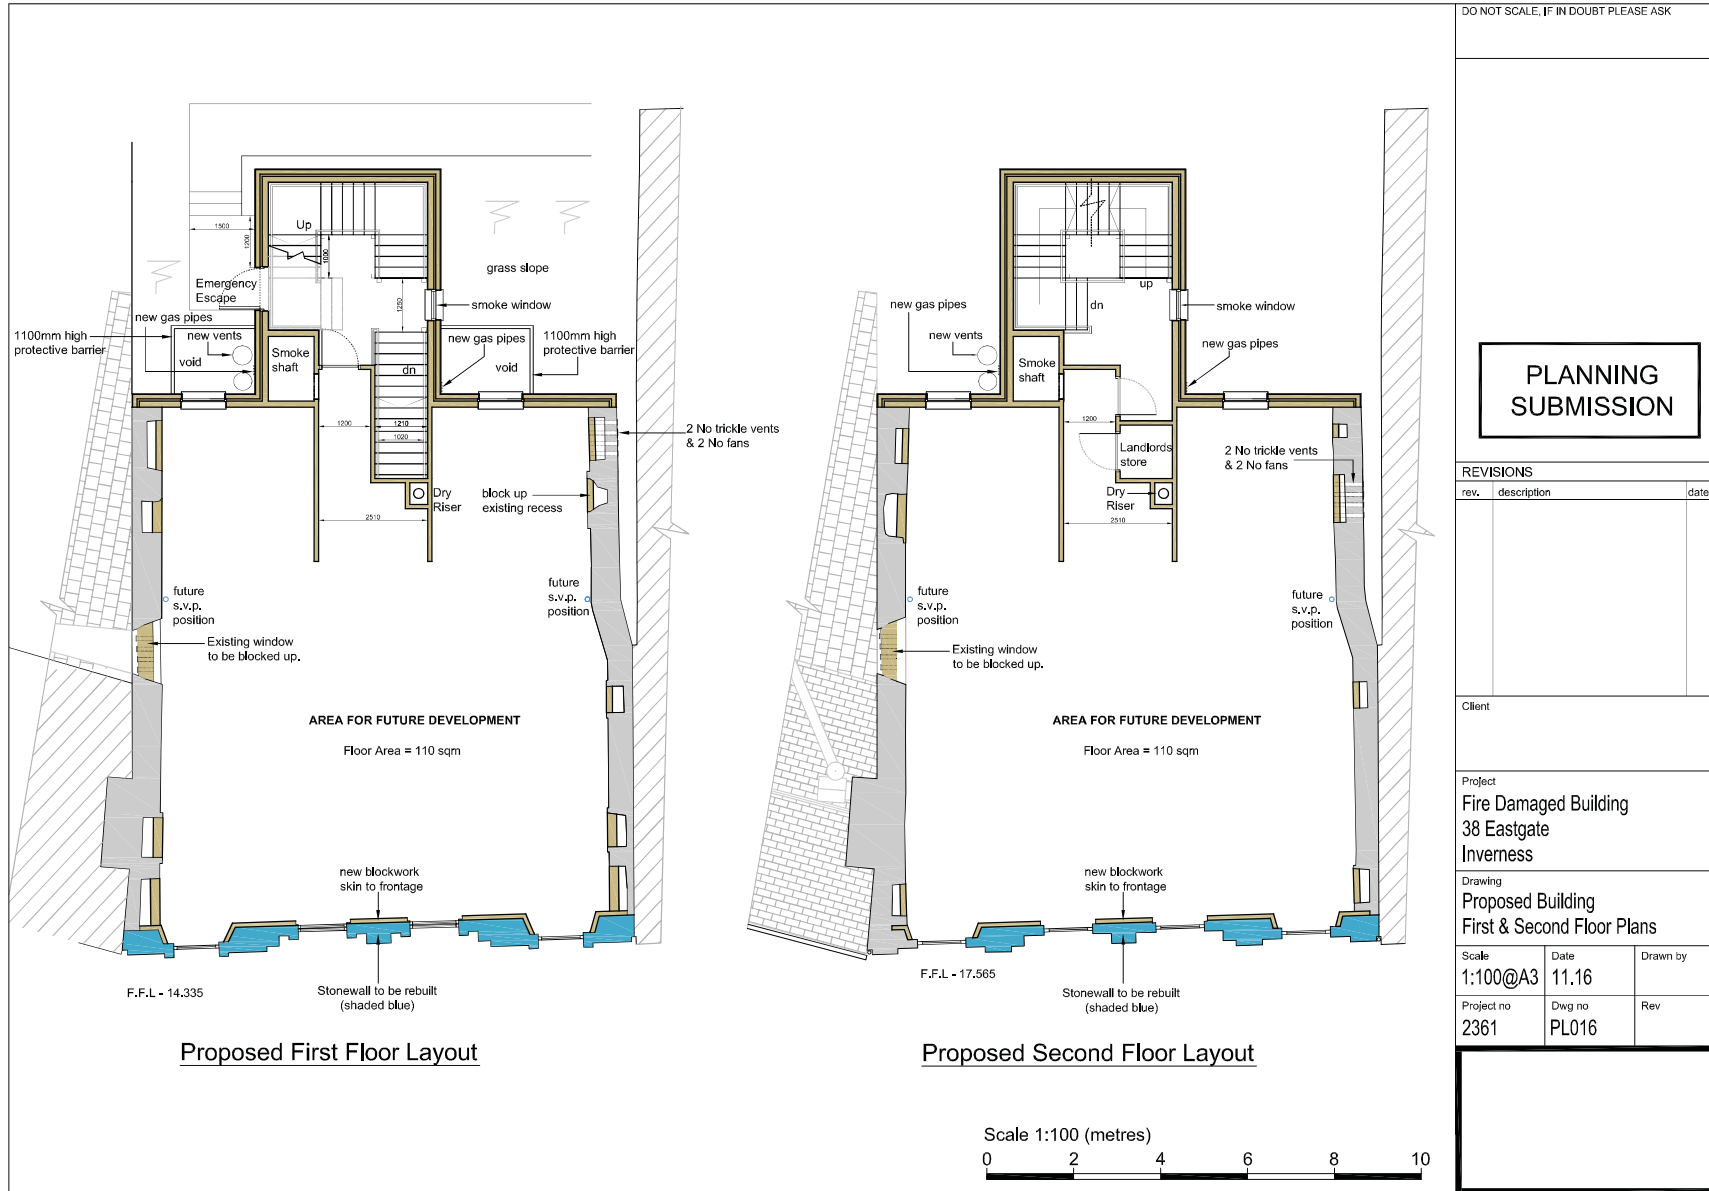 DO NOT SCALE, IF IN DOUBT PLEASE ASK
PLANNING
SUBMISSION
REVISIONS
rev. description date
Client
Project
Fire Damaged Building
38 Eastgate
Inverness
Drawing
Proposed Building
First & Second Floor Plans
Scale Date Drawn by
1:100@A3 11.16
Project no Dwg no Rev
2361 PL016
Up
1500
1200
1000
1250
grass slope
Emergency
Escape
smoke window
new gas pipes
1100mm high
protective barrier
new vents
void
Smoke
shaft
dn
new gas pipes
void
1100mm high
protective barrier
1200
1210
1020
2 No trickle vents
& 2 No fans
Dry
Riser
block up
existing recess
2510
future
s.v.p.
position
future
s.v.p.
position
Existing window
to be blocked up.
AREA FOR FUTURE DEVELOPMENT
Floor Area = 110 sqm
new blockwork
skin to frontage
F.F.L - 14.335
Stonewall to be rebuilt
(shaded blue)
Proposed First Floor Layout
up
dn
new gas pipes
smoke window
new vents
new gas pipes
Smoke
shaft
1200
Landlords
store
2 No trickle vents
& 2 No fans
Dry
Riser
2510
future
s.v.p.
position
future
s.v.p.
position
Existing window
to be blocked up.
AREA FOR FUTURE DEVELOPMENT
Floor Area = 110 sqm
new blockwork
skin to frontage
F.F.L - 17.565
Stonewall to be rebuilt
(shaded blue)
Proposed Second Floor Layout
Scale 1:100 (metres)
0 2 4 6 8 10